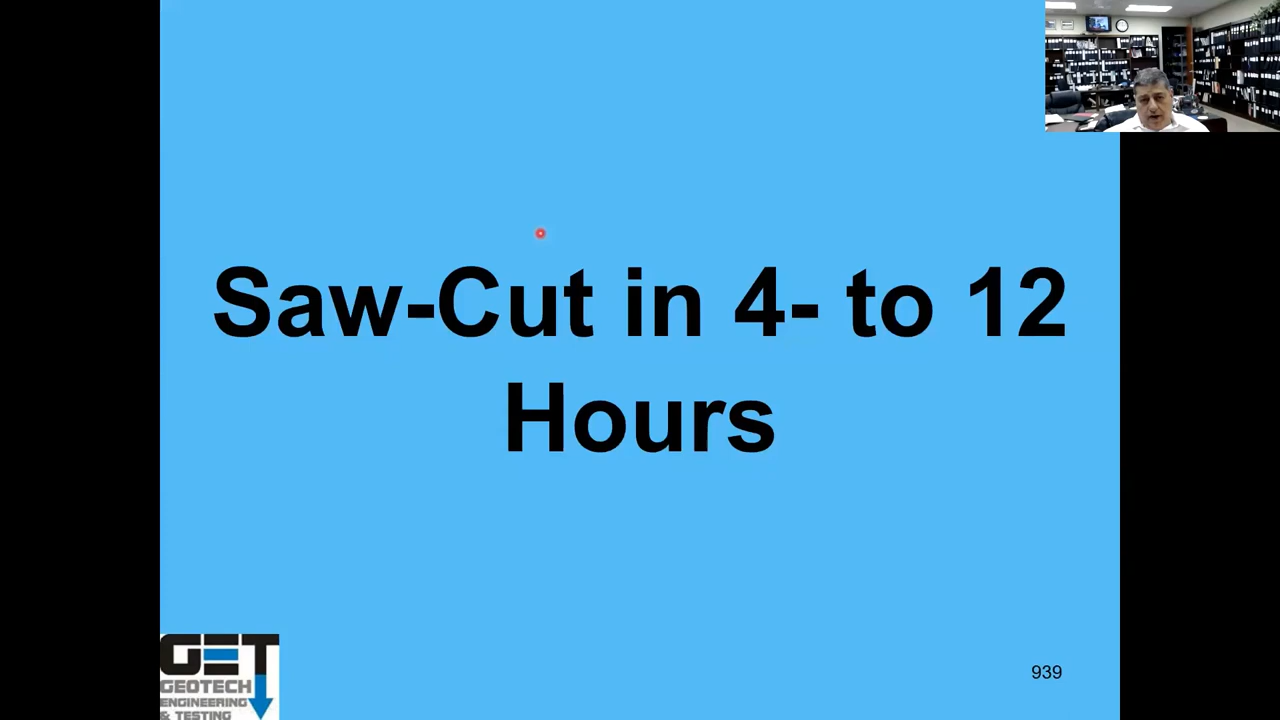 Saw-Cut in 4- to 12
Hours
GET
GEOTECH
ENGINEERING
& TESTING
939